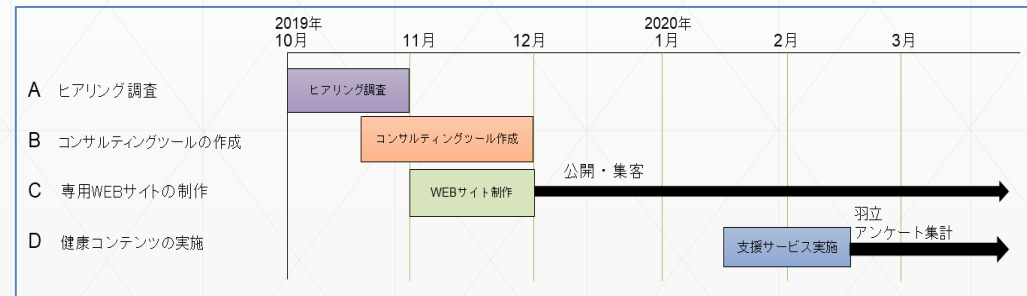 2019年
10月
11月
12月
2020年
1月
2月
3月
A ヒアリング調査
ヒアリング調査
B コンサルティングツールの作成
コンサルティングツール作成
C 専用WEBサイトの制作
WEBサイト制作
公開・集客
D 健康コンテンツの実施
支援サービス実施
羽立
アンケート集計